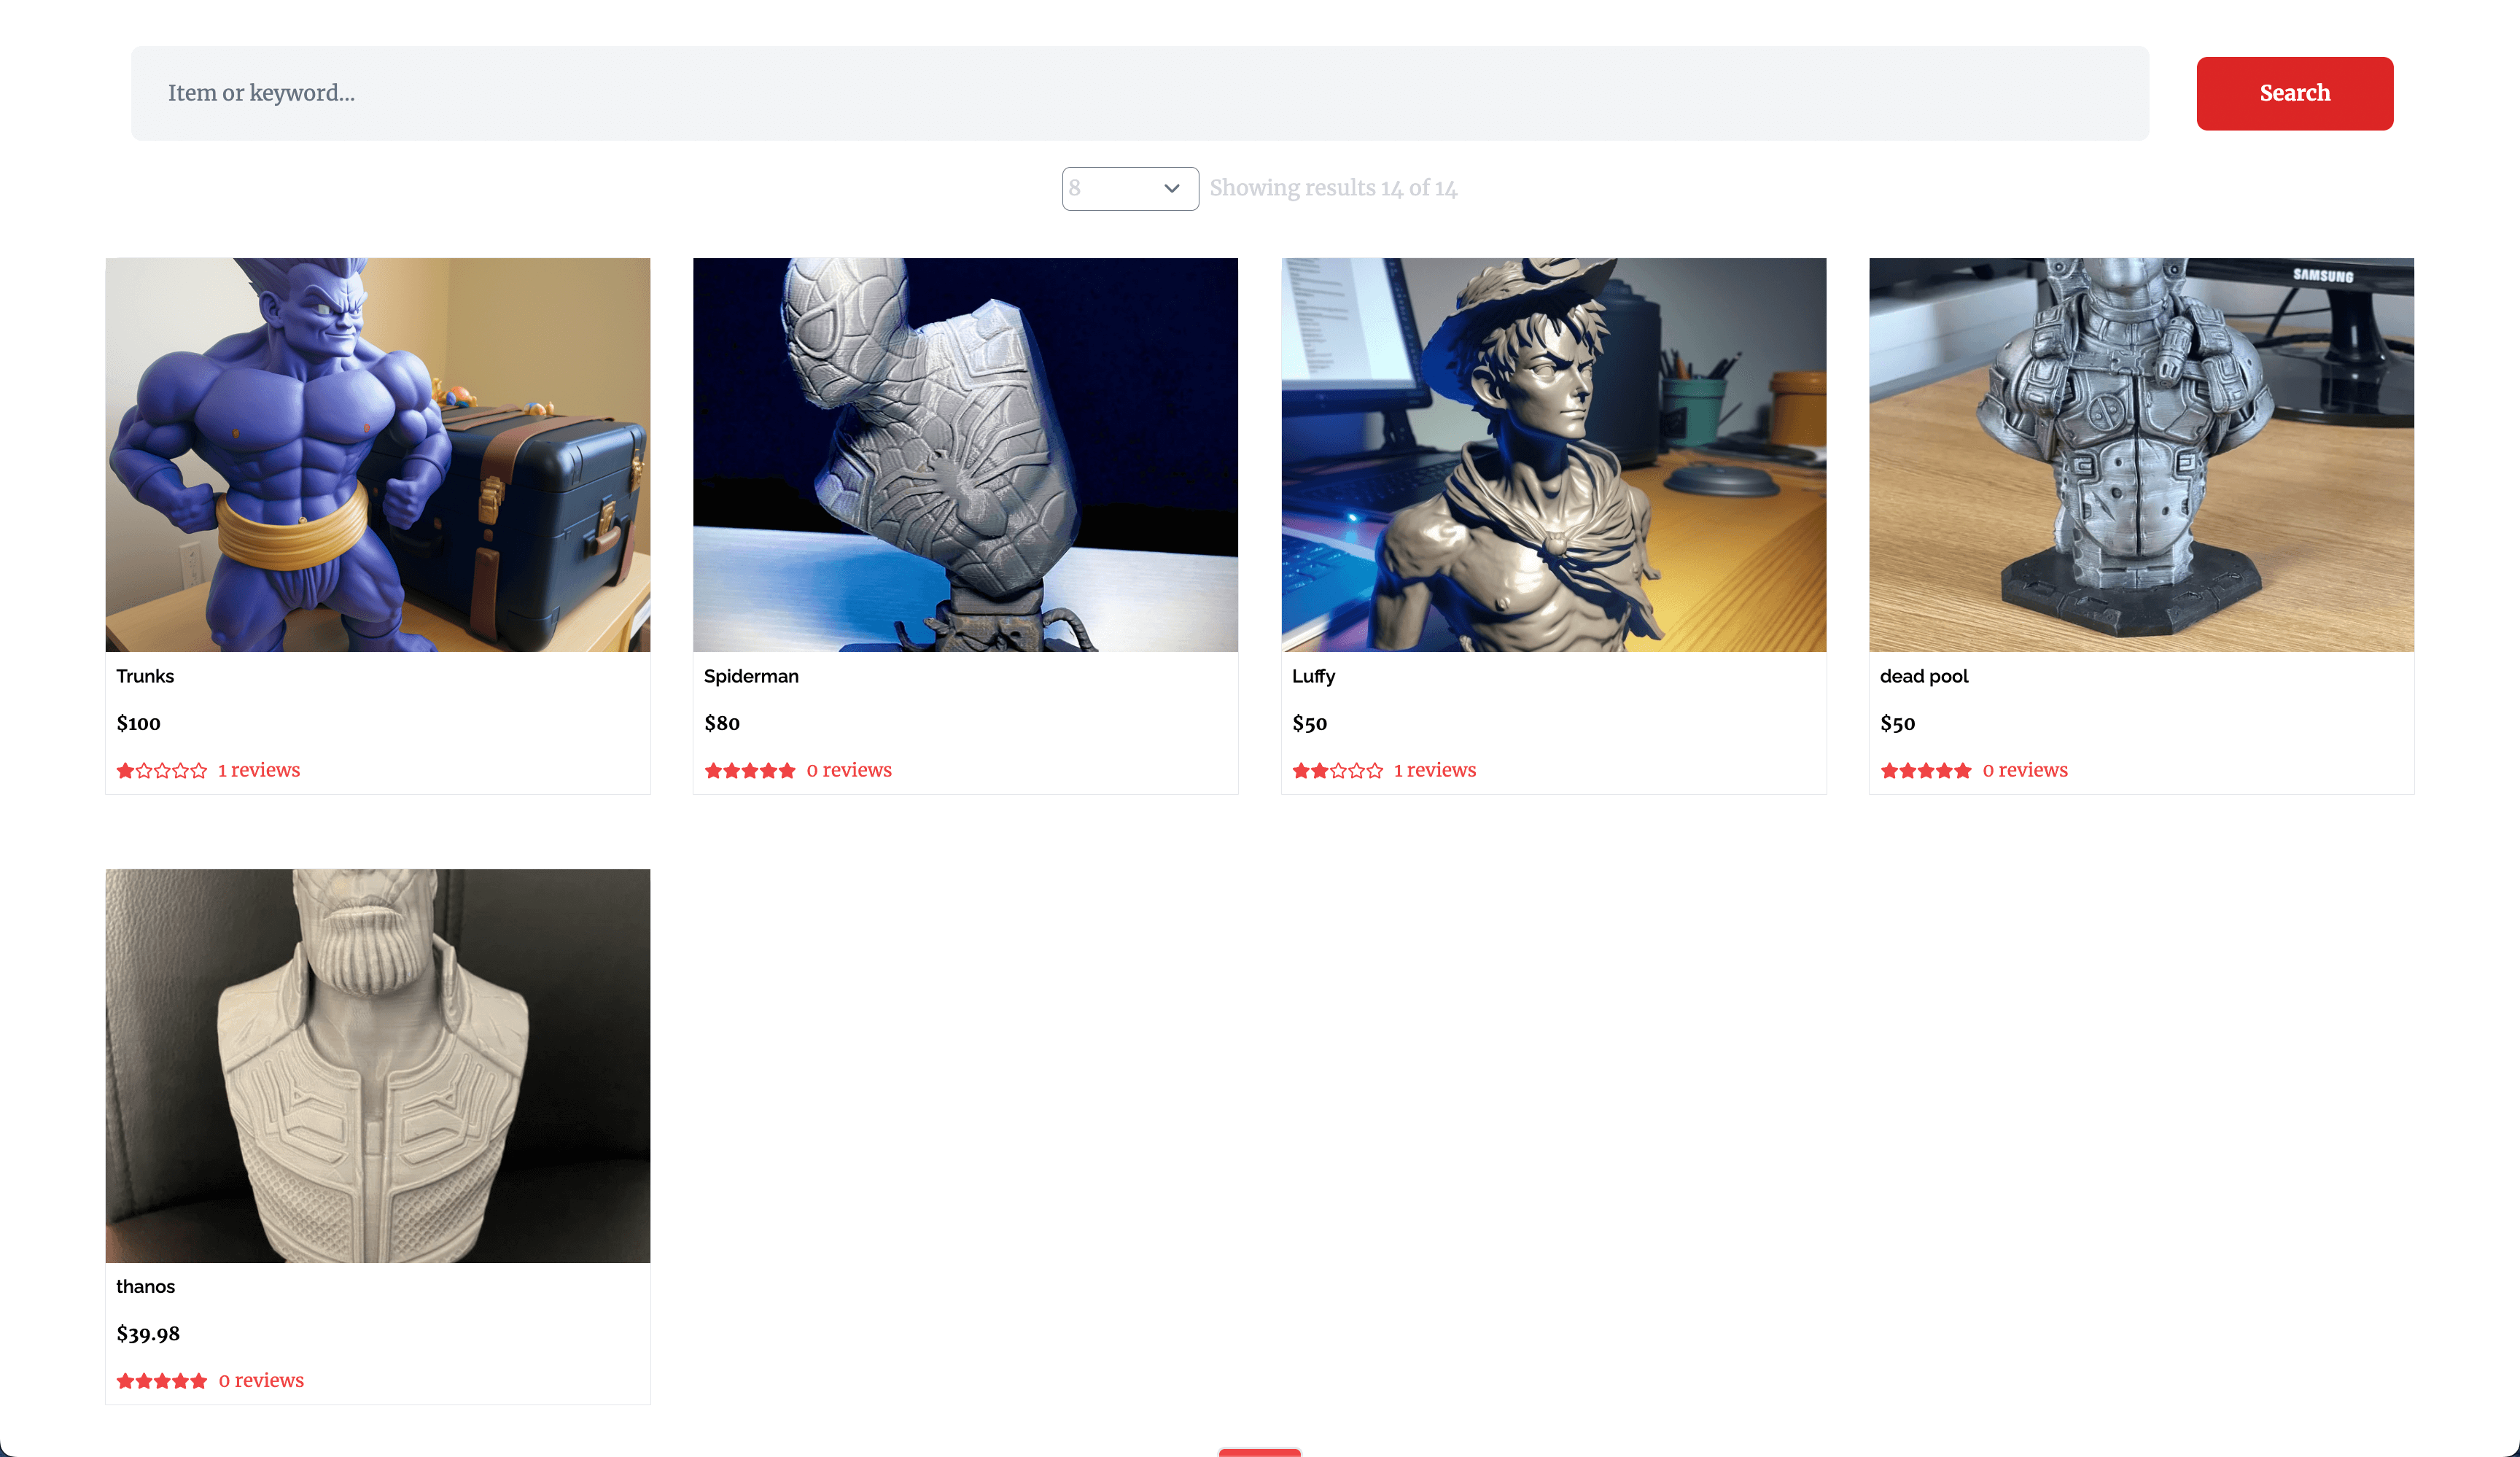 Item or keyword...
Search
8
Showing results 14 of 14
SAMSUNG
Trunks
Spiderman
Luffy
dead pool
$100
$80
$50
$50
1 reviews
0 reviews
1 reviews
0 reviews
thanos
$39.98
0 reviews